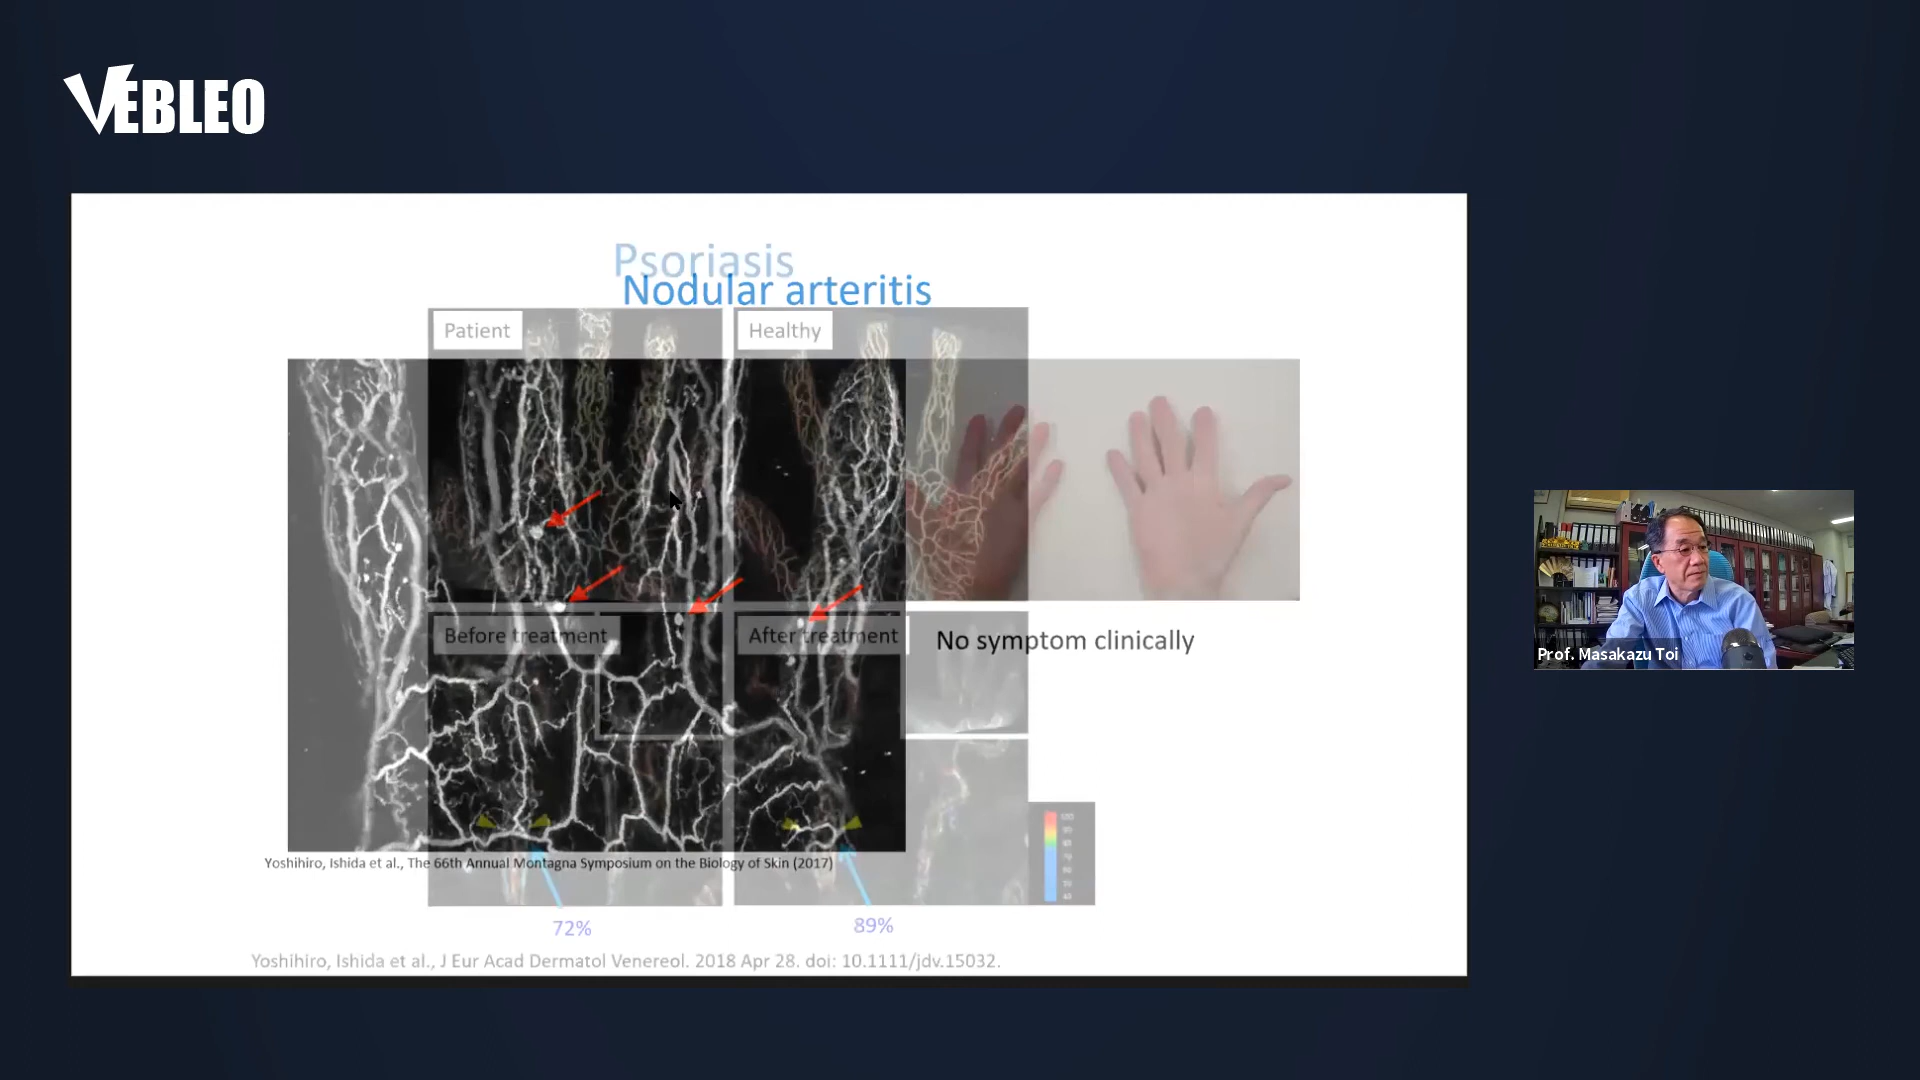 VEBLEO
Psoriasis
Nodular arteritis
Patient
Healthy
Before treatment
After treatment
No symptom clinically
Yoshihiro, Ishida et al., The 66th Annual Montagna Symposium on the Biology of Skin (2017)
72%
89%
Yoshihiro, Ishida et al., J Eur Acad Dermatol Venereol. 2018 Apr 28. doi: 10.1111/jdv.15032.
Prof. Masakazu Toi